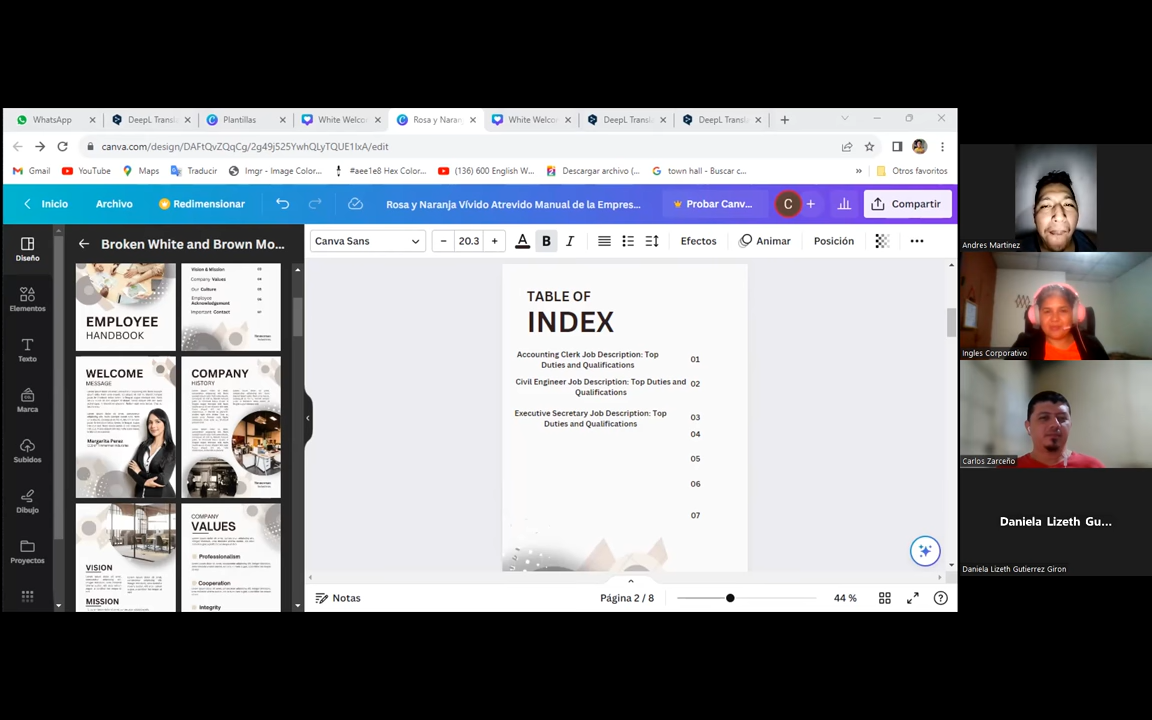 WhatsApp
DeepL Transl
Plantillas
White Welcom
Rosa y Naran
White Welcom
DeepL Transl
DeepL Transl
canva.com/design/DAFtQvZQqCg/2g49j525YwhQLyTQUE1IxA/edit
Gmail
YouTube
Maps
Traducir
Imgr - Image Color...
#aee1e8 Hex Color...
(136) 600 English W...
Descargar archivo (...
town hall - Buscar c...
»
Otros favoritos
Inicio
Archivo
Redimensionar
Rosa y Naranja Vívido Atrevido Manual de la Empres...
Probar Canv...
C
+
Compartir
Diseño
Elementos
Texto
Marca
Subidos
Dibujo
Proyectos
Broken White and Brown Mo...
EMPLOYEE
HANDBOOK
Vision & Mission
Company Values
Our Culture
Employee
Acknowledgement
Important Contact
WELCOME
MESSAGE
Margarita Perez
COMPANY
HISTORY
VISION
MISSION
COMPANY
VALUES
Professionalism
Cooperation
Integrity
Canva Sans
− 20.3 +
A
B
I
Efectos
Animar
Posición
TABLE OF
INDEX
Accounting Clerk Job Description: Top
Duties and Qualifications
01
Civil Engineer Job Description: Top Duties and
Qualifications
02
Executive Secretary Job Description: Top
Duties and Qualifications
03
04
05
06
07
Notas
Página 2 / 8
44 %
Andres Martinez
Ingles Corporativo
Carlos Zarceño
Daniela Lizeth Gu...
Daniela Lizeth Gutierrez Giron